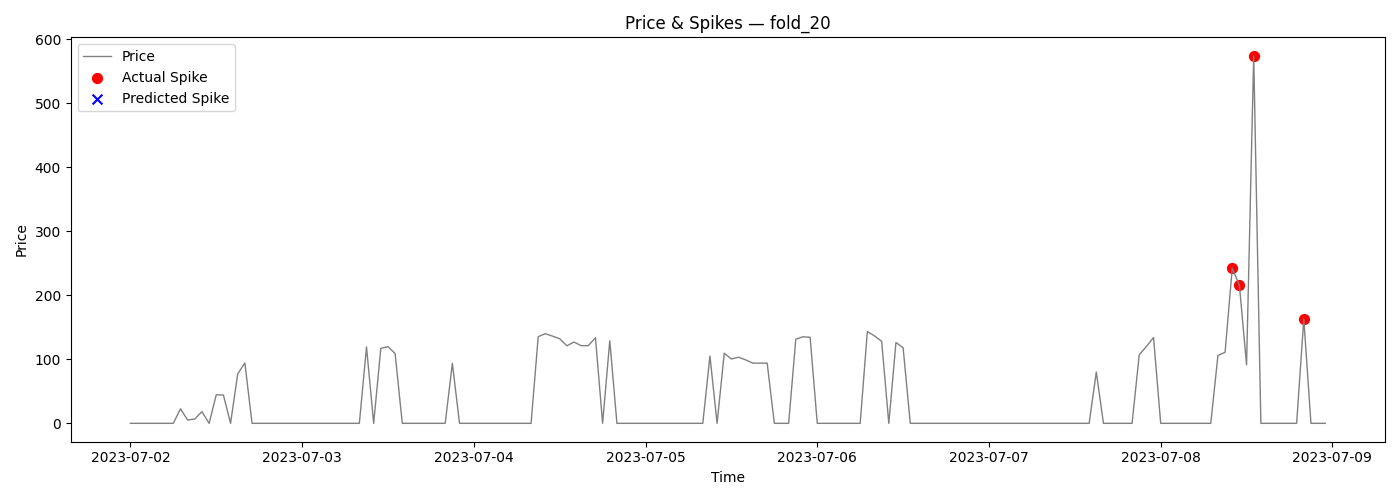 Price & Spikes — fold_20
Price
Actual Spike
Predicted Spike
600
500
400
300
200
100
0
Price
2023-07-02
2023-07-03
2023-07-04
2023-07-05
2023-07-06
2023-07-07
2023-07-08
2023-07-09
Time